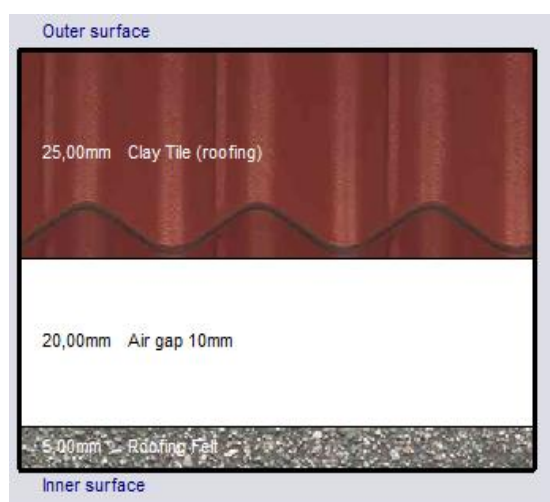 Outer surface
25,00mm Clay Tile (roofing)
20,00mm Air gap 10mm
5,00mm Roofing Felt
Inner surface